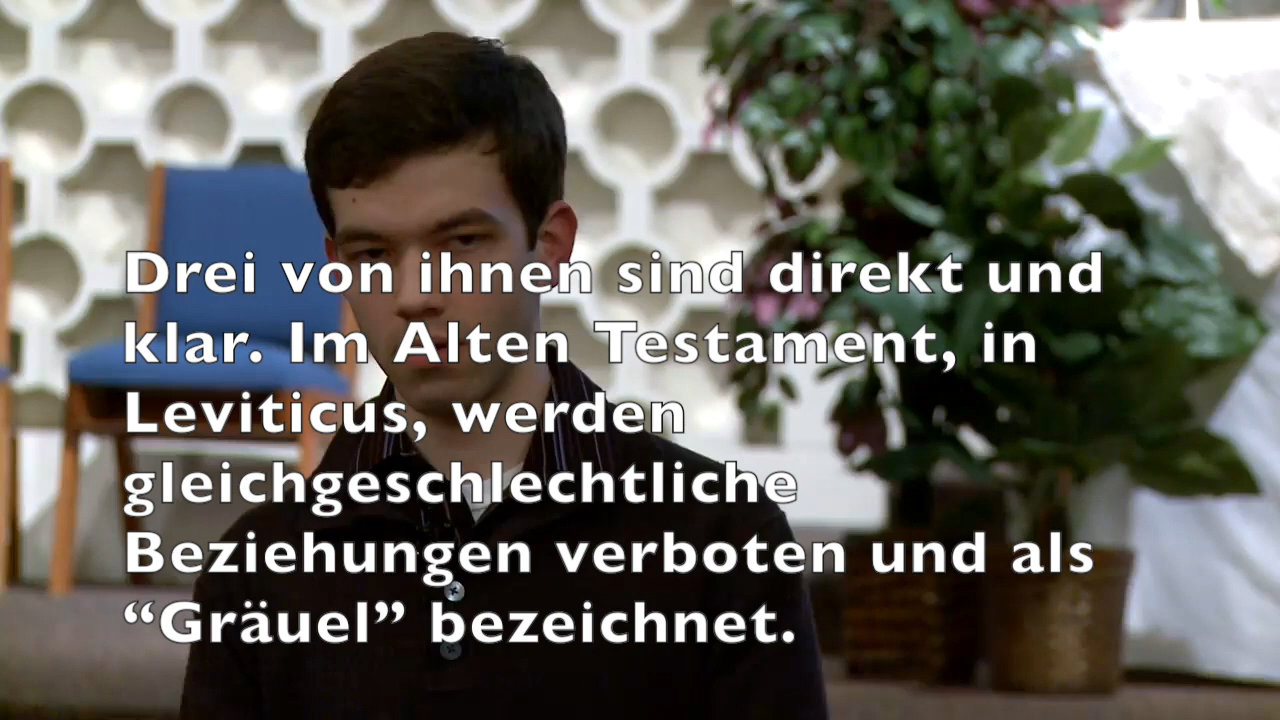 Drei von ihnen sind direkt und
klar. Im Alten Testament, in
Leviticus, werden
gleichgeschlechtliche
Beziehungen verboten und als
“Gräuel” bezeichnet.